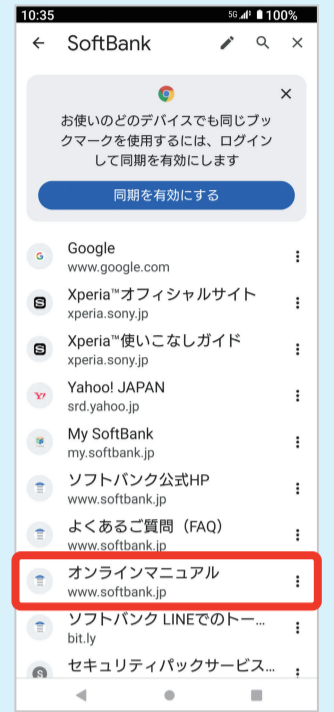 10:35 5G 100%
SoftBank
お使いのどのデバイスでも同じブッ
クマークを使用するには、ログイン
して同期を有効にします
同期を有効にする
Google
www.google.com
Xperia™オフィシャルサイト
xperia.sony.jp
Xperia™使いこなしガイド
xperia.sony.jp
Yahoo! JAPAN
srd.yahoo.jp
My SoftBank
my.softbank.jp
ソフトバンク公式HP
www.softbank.jp
よくあるご質問（FAQ）
www.softbank.jp
オンラインマニュアル
www.softbank.jp
ソフトバンク LINEでのトー...
bit.ly
セキュリティパックサービス...